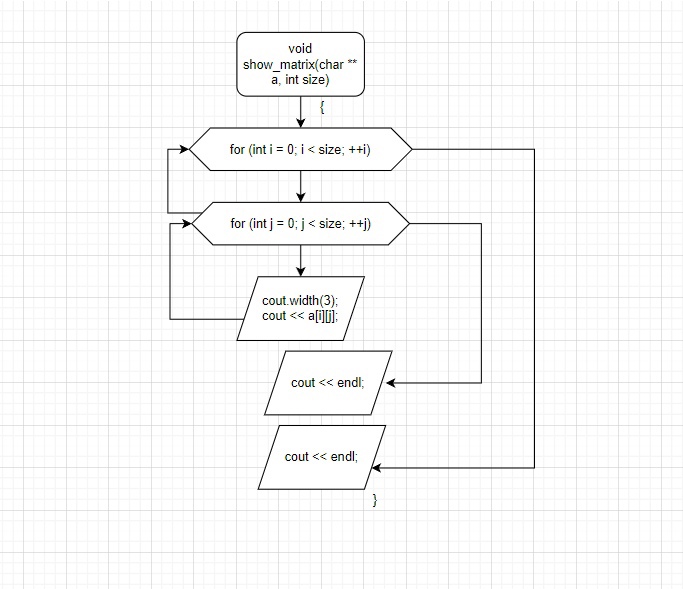 void
show_matrix(char **
a, int size)
{
for (int i = 0; i < size; ++i)
for (int j = 0; j < size; ++j)
cout.width(3);
cout << a[i][j];
cout << endl;
cout << endl;
}